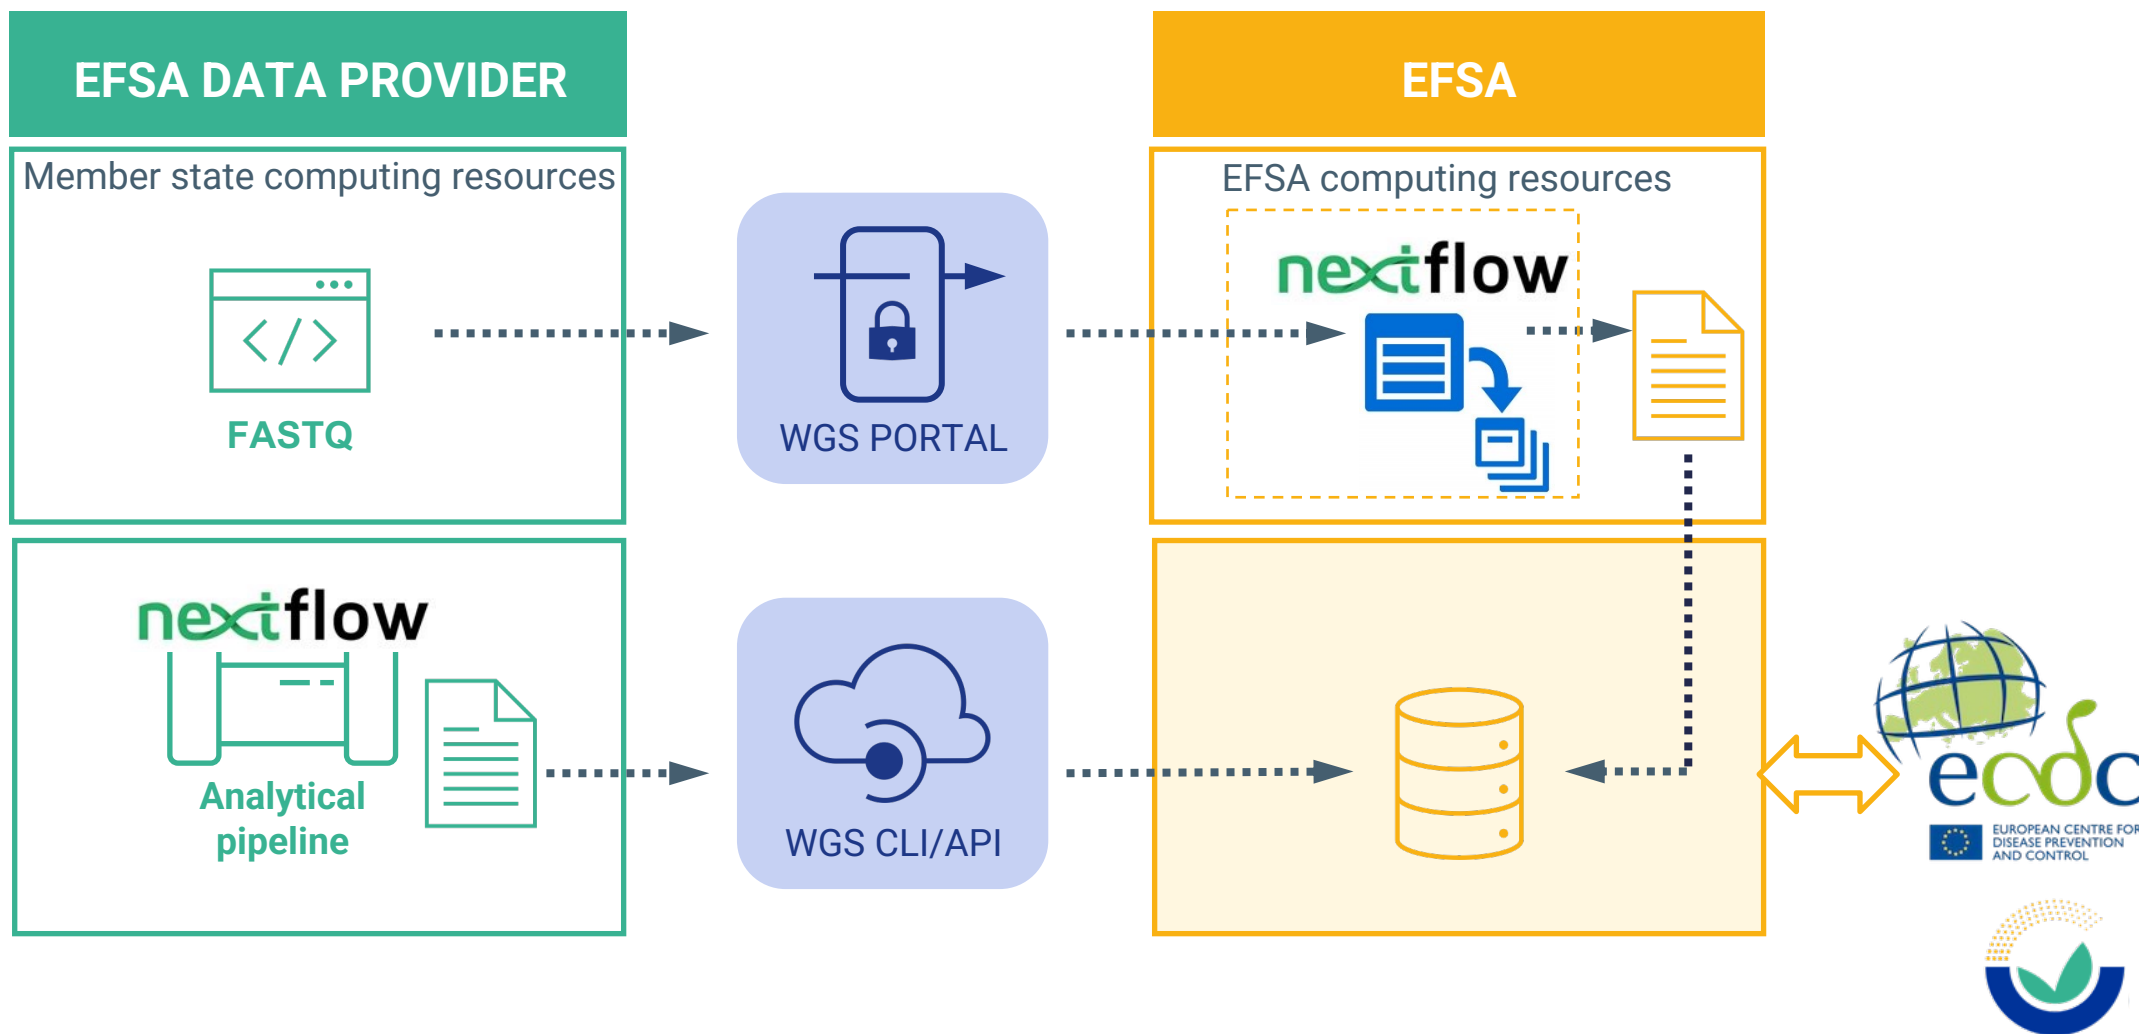 EFSA DATA PROVIDER
EFSA
Member state computing resources
EFSA computing resources
</>
FASTQ
WGS PORTAL
nextflow
nextflow
Analytical
pipeline
WGS CLI/API
ecdc
EUROPEAN CENTRE FOR
DISEASE PREVENTION
AND CONTROL